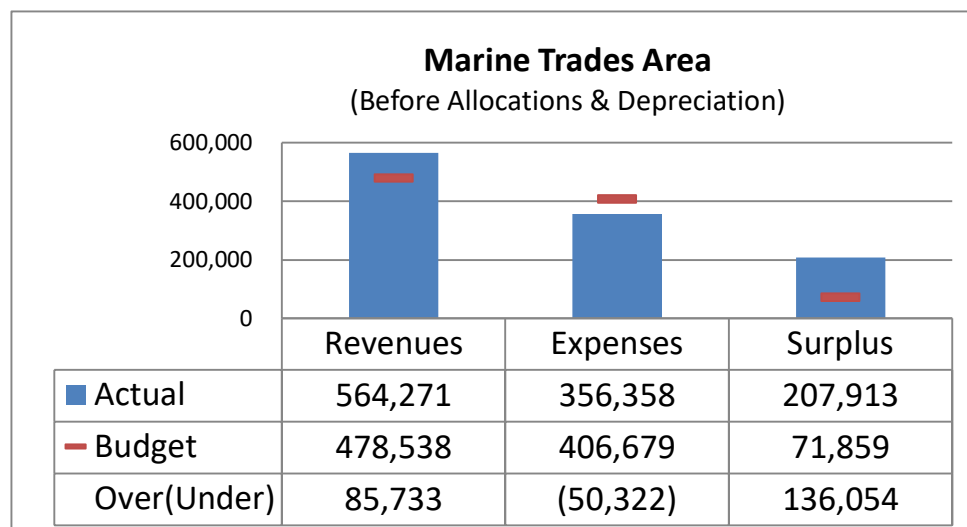 Marine Trades Area
(Before Allocations & Depreciation)
600,000
400,000
200,000
0
Revenues Expenses Surplus
Actual 564,271 356,358 207,913
Budget 478,538 406,679 71,859
Over(Under) 85,733 (50,322) 136,054